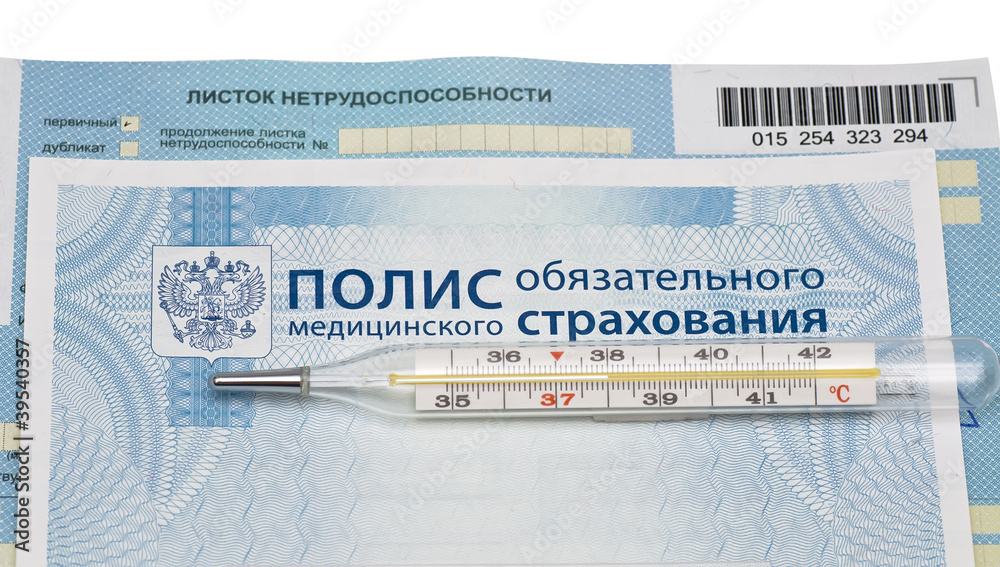 ЛИСТОК НЕТРУДОСПОСОБНОСТИ
первичный
продолжение листка
дубликат
нетрудоспособности №
015 254 323 294
ПОЛИС обязательного
медицинского страхования
36 38 40 42
35 37 39 41 °C
Adobe Stock | #39540357